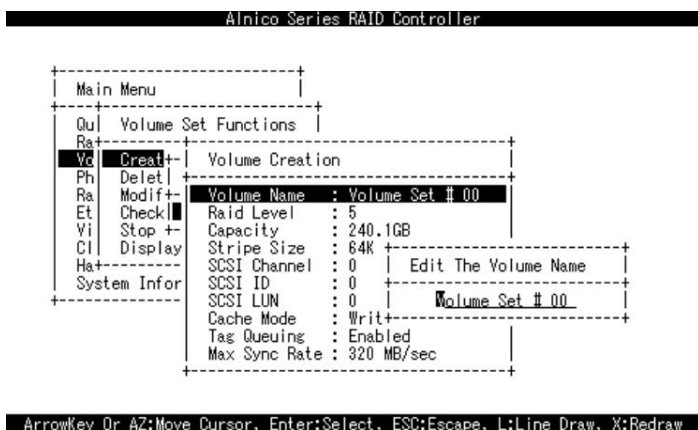 Alnico Series RAID Controller
Main Menu
Qu
Volume Set Functions
Ra
Vo
Creat
Volume Creation
Ph
Delet
Ra
Modif
Volume Name : Volume Set # 00
Et
Check
Raid Level : 5
Vi
Stop
Capacity : 240.1GB
Cl
Display
Stripe Size : 64K
Ha
SCSI Channel : 0
Edit The Volume Name
System Infor
SCSI ID : 0
SCSI LUN : 0
Volume Set # 00
Cache Mode : Writ
Tag Queuing : Enabled
Max Sync Rate : 320 MB/sec
ArrowKey Or AZ:Move Cursor, Enter:Select, ESC:Escape, L:Line Draw, X:Redraw